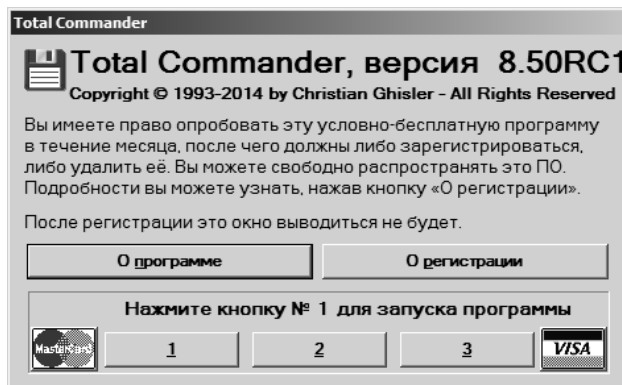 Total Commander
Total Commander, версия 8.50RC1
Copyright © 1993-2014 by Christian Ghisler - All Rights Reserved
Вы имеете право опробовать эту условно-бесплатную программу
в течение месяца, после чего должны либо зарегистрироваться,
либо удалить её. Вы можете свободно распространять это ПО.
Подробности вы можете узнать, нажав кнопку «О регистрации».
После регистрации это окно выводиться не будет.
О программе О регистрации
Нажмите кнопку № 1 для запуска программы
MasterCard 1 2 3 VISA